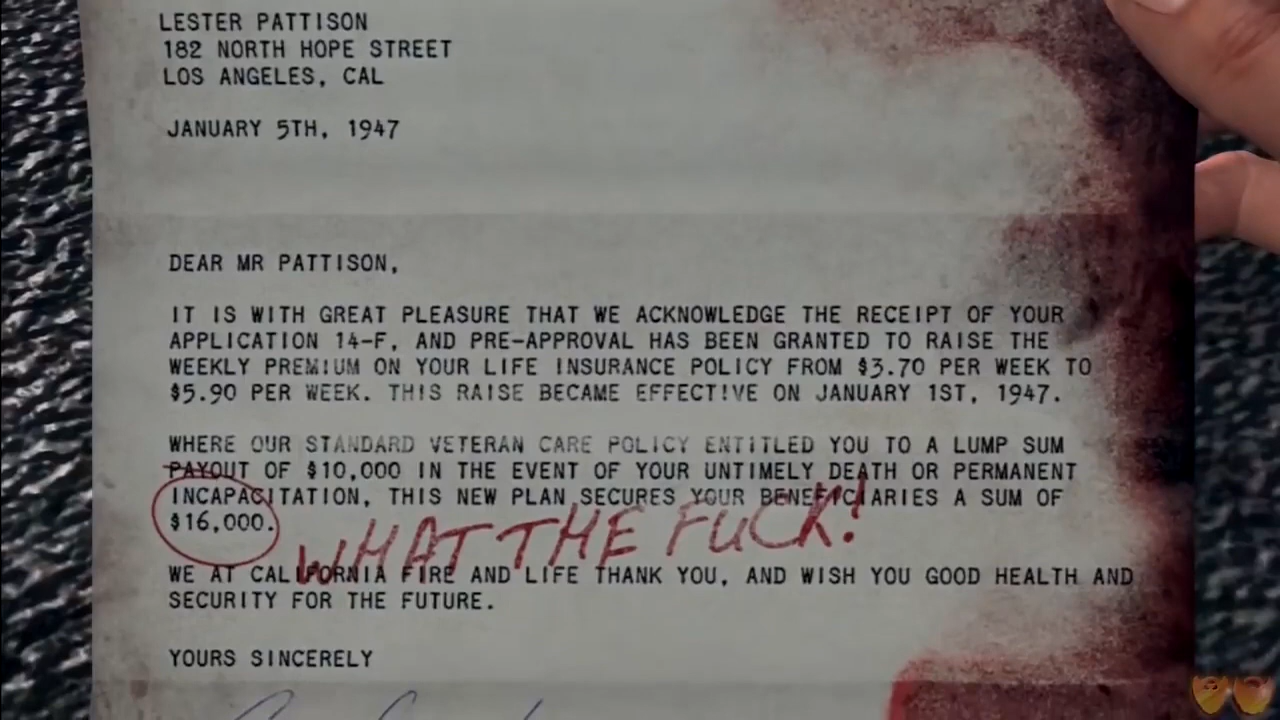 LESTER PATTISON
182 NORTH HOPE STREET
LOS ANGELES, CAL
JANUARY 5TH, 1947
DEAR MR PATTISON,
IT IS WITH GREAT PLEASURE THAT WE ACKNOWLEDGE THE RECEIPT OF YOUR
APPLICATION 14-F, AND PRE-APPROVAL HAS BEEN GRANTED TO RAISE THE
WEEKLY PREMIUM ON YOUR LIFE INSURANCE POLICY FROM $3.70 PER WEEK TO
$5.90 PER WEEK. THIS RAISE BECAME EFFECTIVE ON JANUARY 1ST, 1947.
WHERE OUR STANDARD VETERAN CARE POLICY ENTITLED YOU TO A LUMP SUM
PAYOUT OF $10,000 IN THE EVENT OF YOUR UNTIMELY DEATH OR PERMANENT
INCAPACITATION, THIS NEW PLAN SECURES YOUR BENEFICIARIES A SUM OF
$16,000.
WHAT THE FUCK!
WE AT CALIFORNIA FIRE AND LIFE THANK YOU, AND WISH YOU GOOD HEALTH AND
SECURITY FOR THE FUTURE.
YOURS SINCERELY